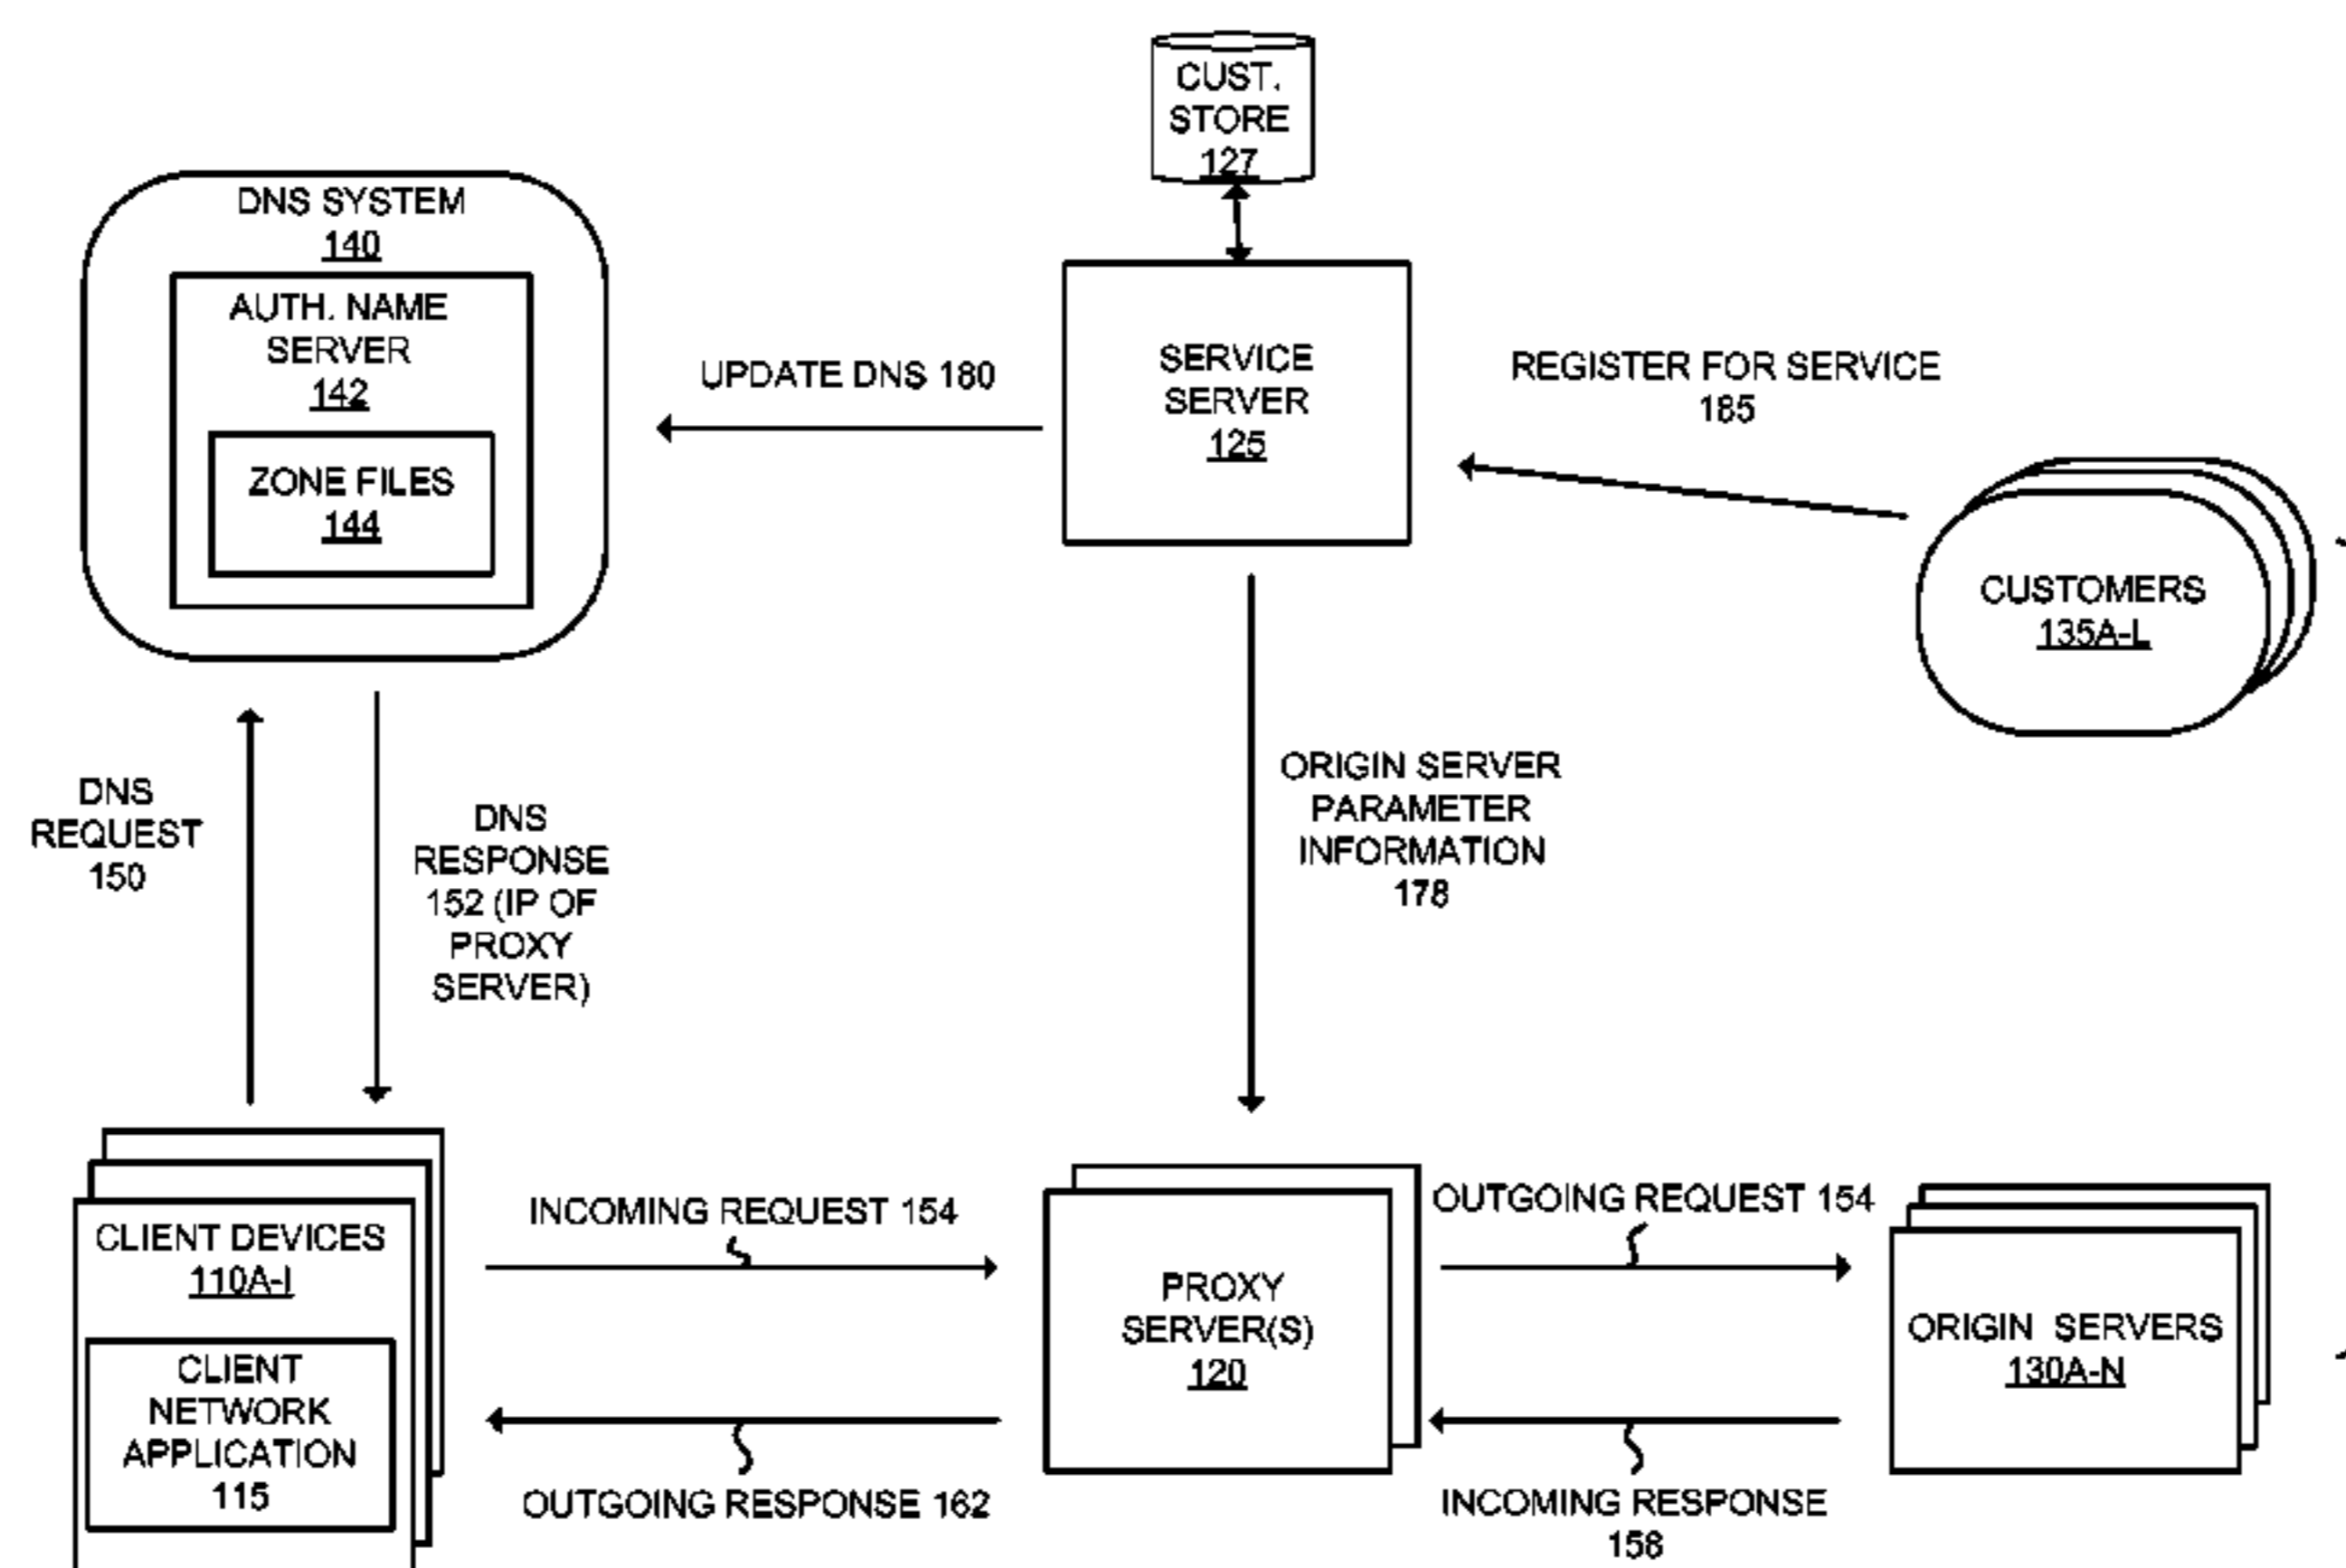 CUST.
STORE
127
DNS SYSTEM
140
AUTH. NAME
SERVER
142
ZONE FILES
144
UPDATE DNS 180
SERVICE
SERVER
125
REGISTER FOR SERVICE
185
CUSTOMERS
135A-L
DNS
REQUEST
150
DNS
RESPONSE
152 (IP OF
PROXY
SERVER)
ORIGIN SERVER
PARAMETER
INFORMATION
178
CLIENT DEVICES
110A-I
CLIENT
NETWORK
APPLICATION
115
INCOMING REQUEST 154
OUTGOING RESPONSE 162
PROXY
SERVER(S)
120
OUTGOING REQUEST 154
INCOMING RESPONSE
158
ORIGIN SERVERS
130A-N